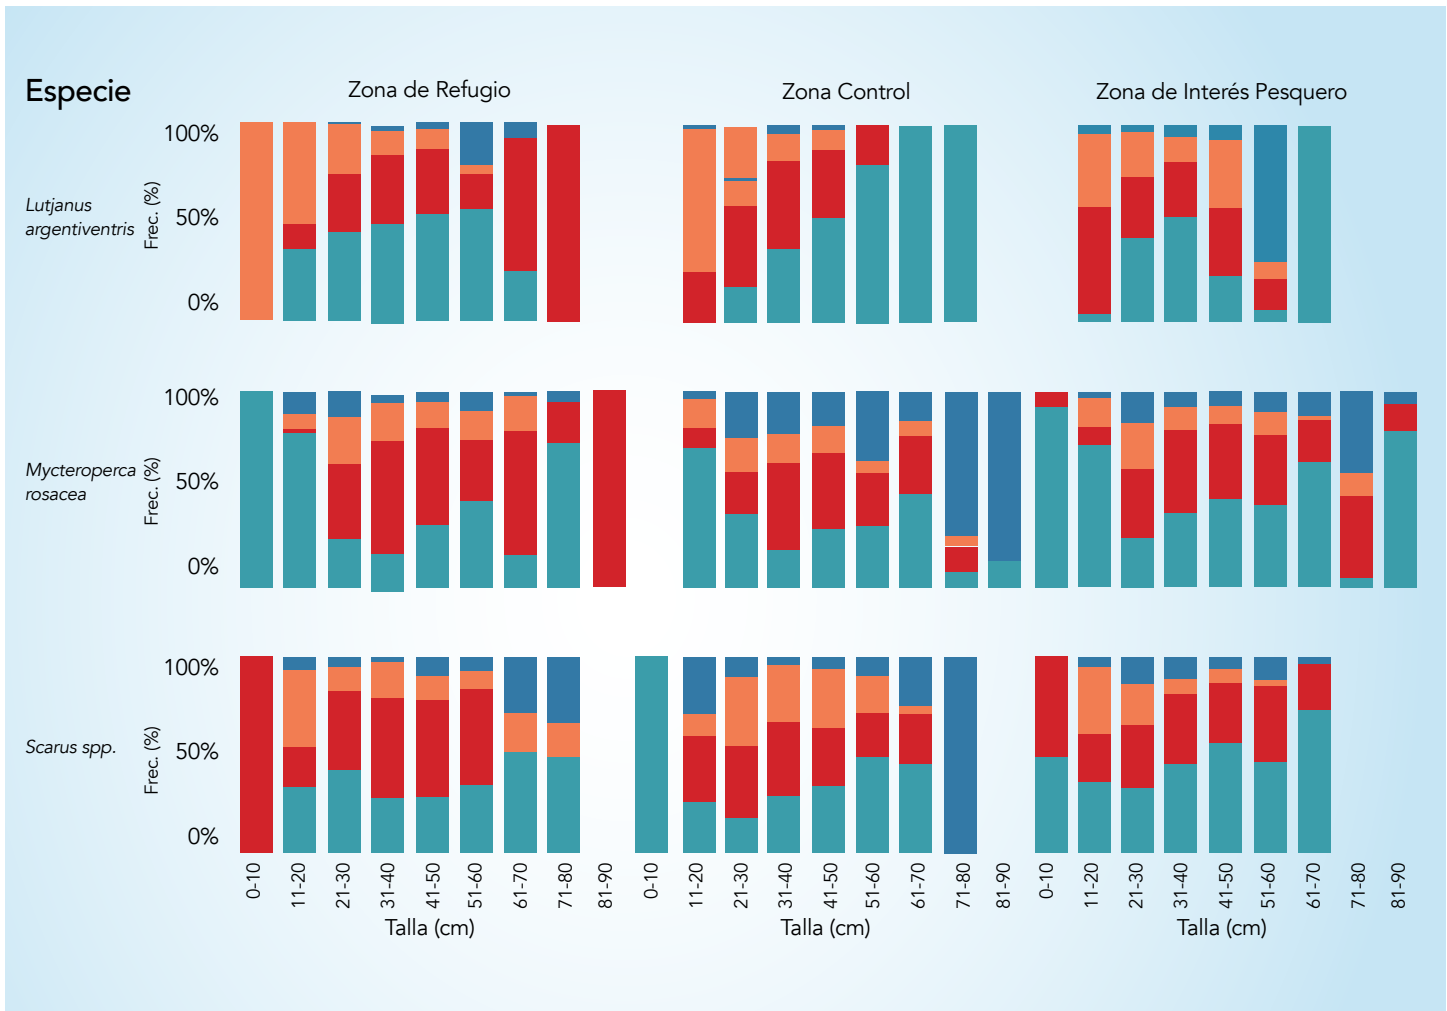 Especie
Zona de Refugio
Zona Control
Zona de Interés Pesquero
100%
50%
0%
Frec. (%)
Lutjanus
argentiventris
100%
50%
0%
Frec. (%)
Mycteroperca
rosacea
100%
50%
0%
Frec. (%)
Scarus spp.
0-10
11-20
21-30
31-40
41-50
51-60
61-70
71-80
81-90
0-10
11-20
21-30
31-40
41-50
51-60
61-70
71-80
81-90
0-10
11-20
21-30
31-40
41-50
51-60
61-70
71-80
81-90
Talla (cm)
Talla (cm)
Talla (cm)